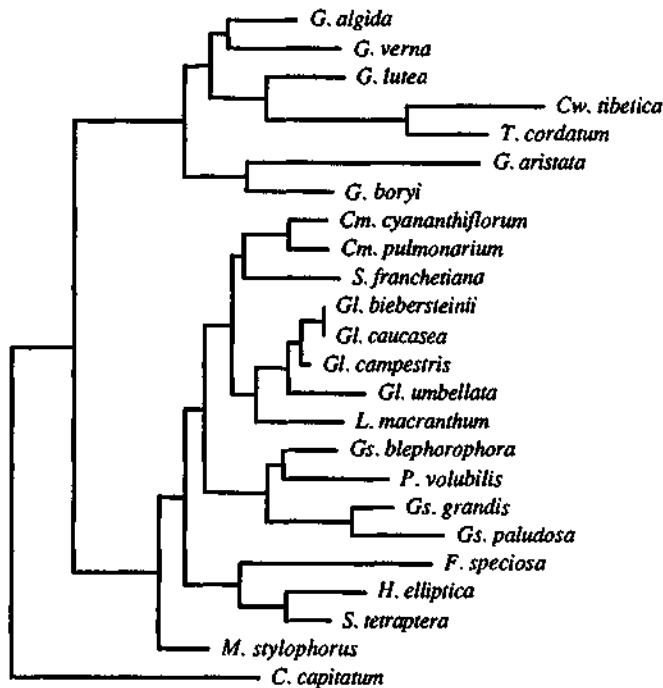 G. algida
G. verna
G. lutea
Cw. tibetica
T. cordatum
G. aristata
G. boryi
Cm. cyananthiflorum
Cm. pulmonarium
S. franchetiana
Gl. biebersteinii
Gl. caucasea
Gl. campestris
Gl. umbellata
L. macranthum
Gs. blephorophora
P. volubilis
Gs. grandis
Gs. paludosa
F. speciosa
H. elliptica
S. tetraptera
M. stylophorus
C. capitatum